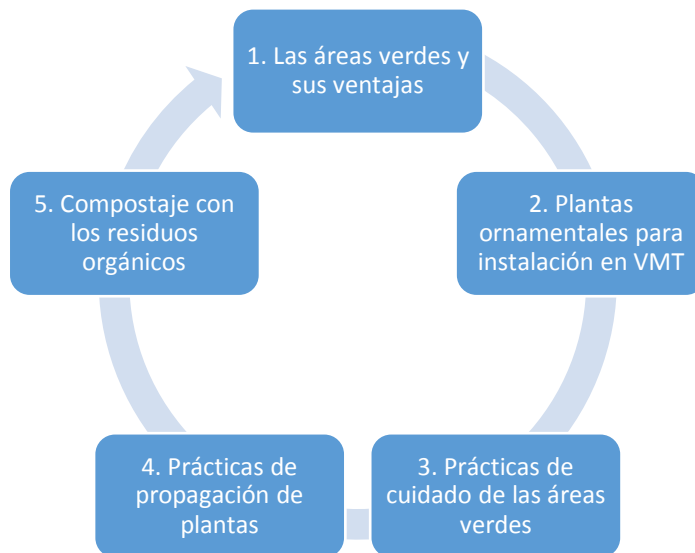 1. Las áreas verdes y
sus ventajas
2. Plantas
ornamentales para
instalación en VMT
3. Prácticas de
cuidado de las áreas
verdes
4. Prácticas de
propagación de
plantas
5. Compostaje con
los residuos
orgánicos